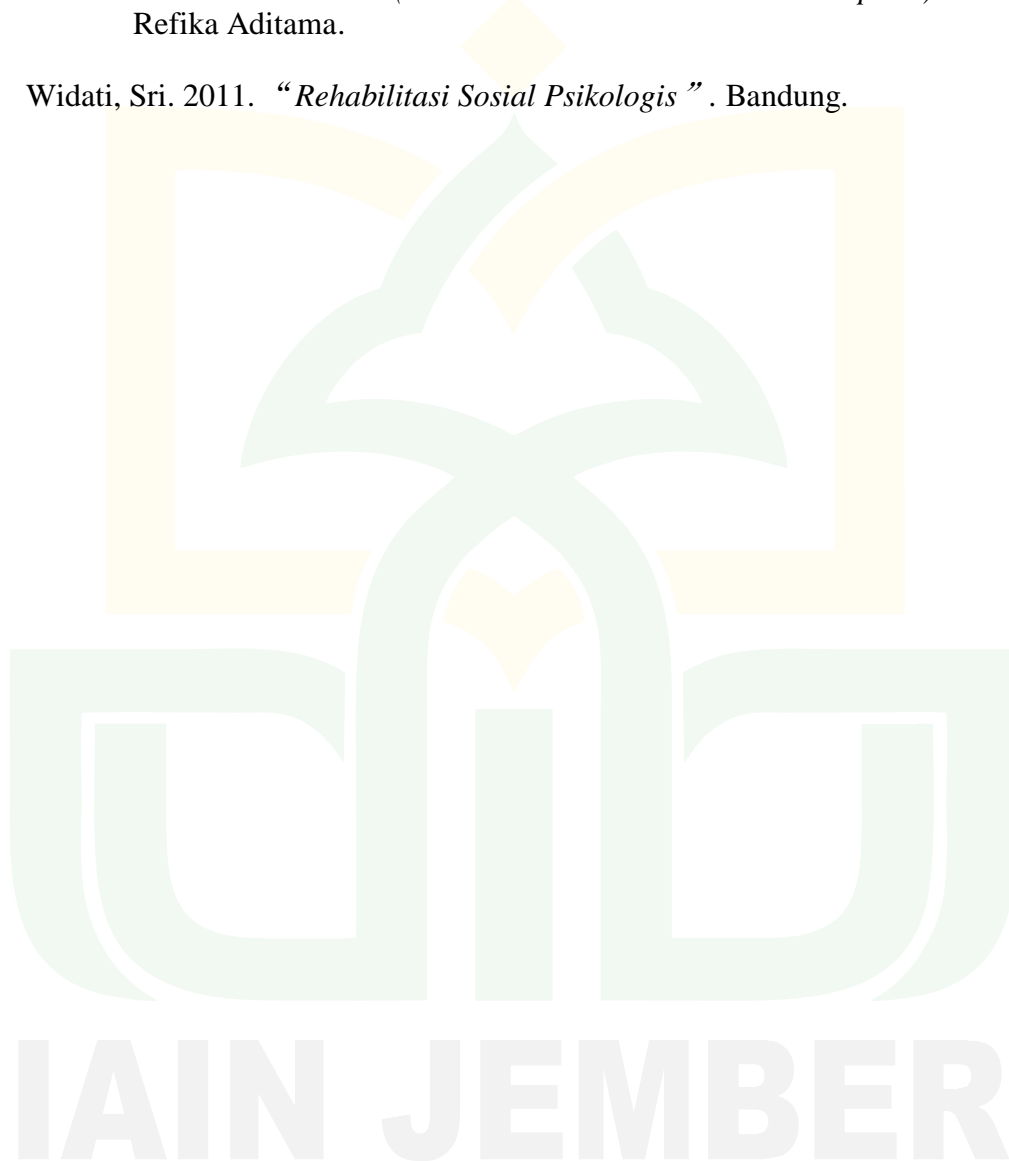 Refika Aditama.
Widati, Sri. 2011. “Rehabilitasi Sosial Psikologis”. Bandung.
IAIN JEMBER